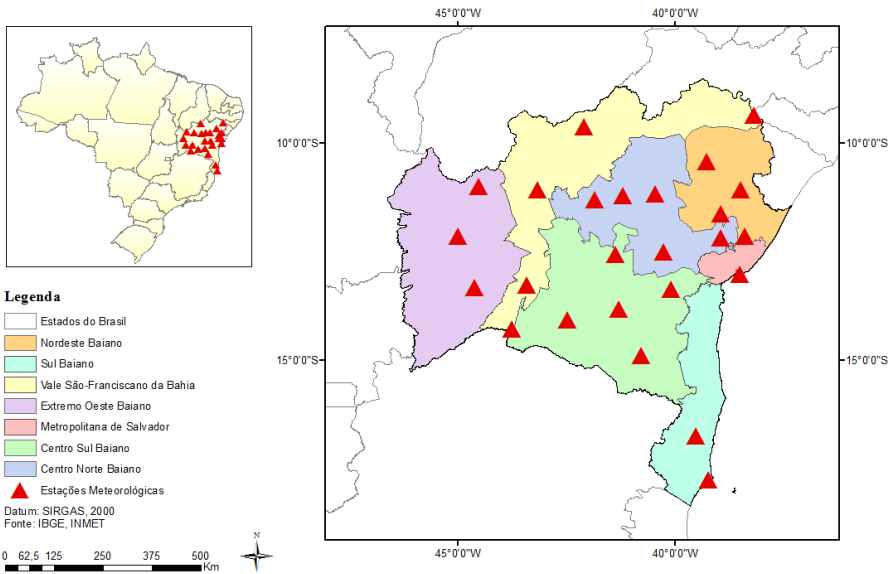 45°0'0"W 40°0'0"W
10°0'0"S 10°0'0"S
15°0'0"S 15°0'0"S
45°0'0"W 40°0'0"W
Legenda
Estados do Brasil
Nordeste Baiano
Sul Baiano
Vale São-Franciscano da Bahia
Extremo Oeste Baiano
Metropolitana de Salvador
Centro Sul Baiano
Centro Norte Baiano
Estações Meteorológicas
Datum: SIRGAS, 2000
Fonte: IBGE, INMET
N
0 62,5 125 250 375 500
Km